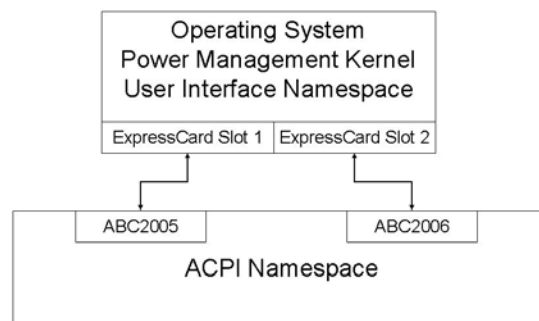 Operating System
Power Management Kernel
User Interface Namespace
ExpressCard Slot 1 ExpressCard Slot 2
ABC2005 ABC2006
ACPI Namespace